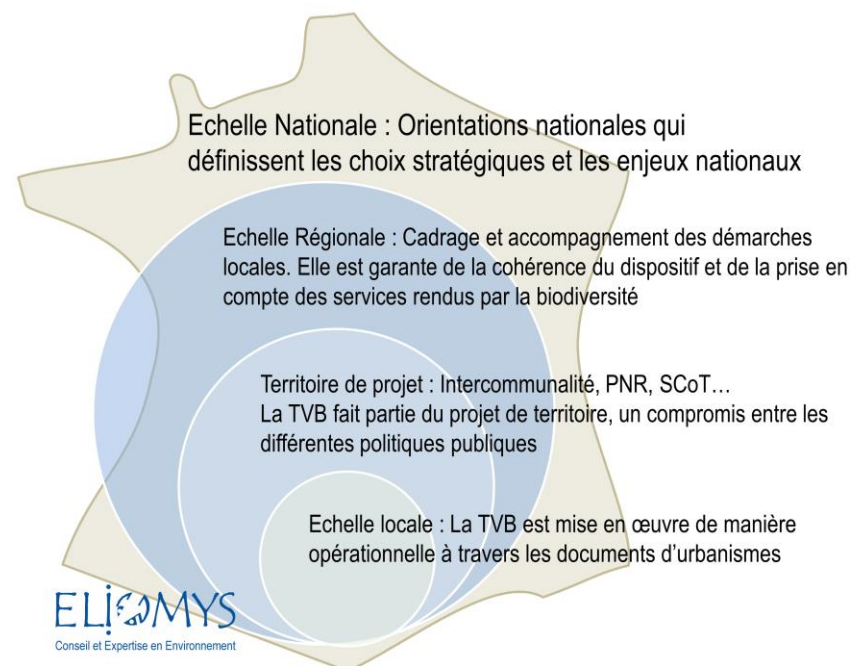 Echelle Nationale : Orientations nationales qui
définissent les choix stratégiques et les enjeux nationaux
Echelle Régionale : Cadrage et accompagnement des démarches
locales. Elle est garante de la cohérence du dispositif et de la prise en
compte des services rendus par la biodiversité
Territoire de projet : Intercommunalité, PNR, SCoT…
La TVB fait partie du projet de territoire, un compromis entre les
différentes politiques publiques
Echelle locale : La TVB est mise en œuvre de manière
opérationnelle à travers les documents d’urbanismes
ELIOMYS
Conseil et Expertise en Environnement